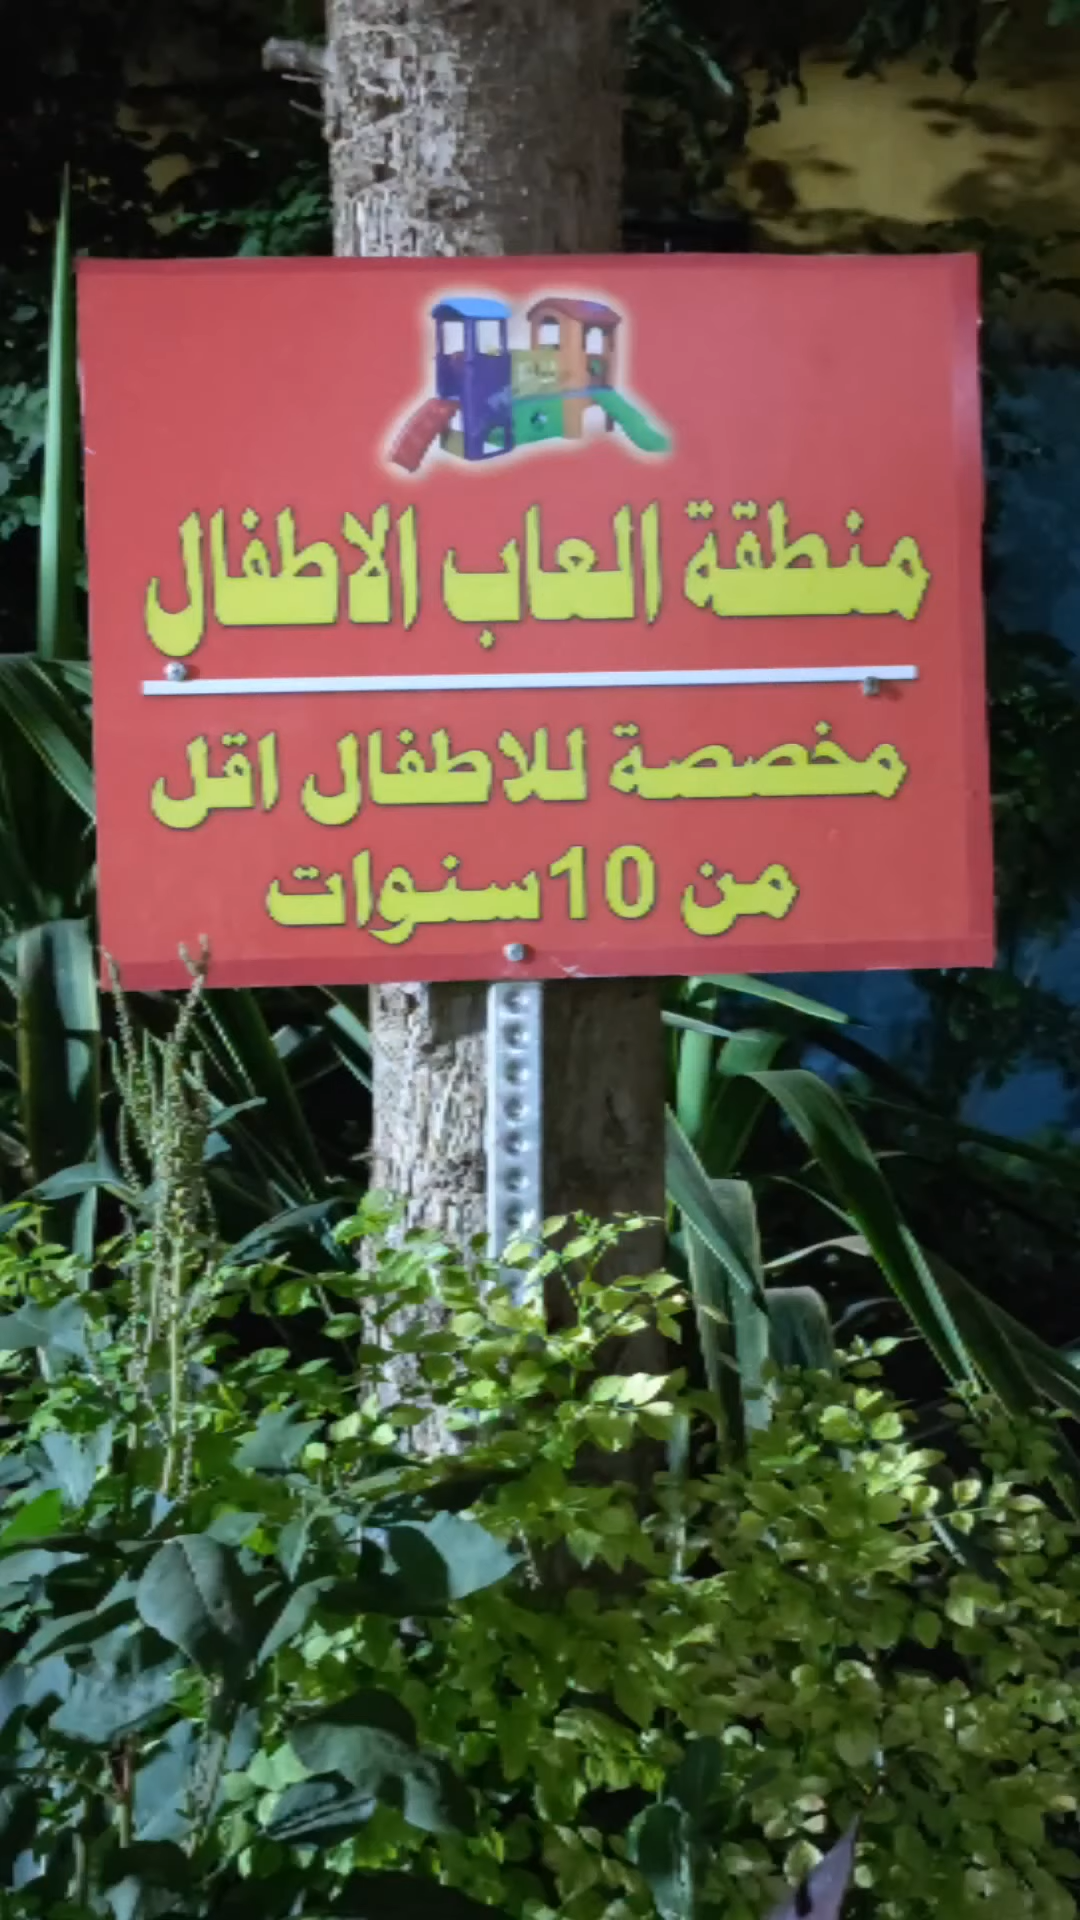 منطقة العاب الاطفال
مخصصة للاطفال اقل
من 10سنوات